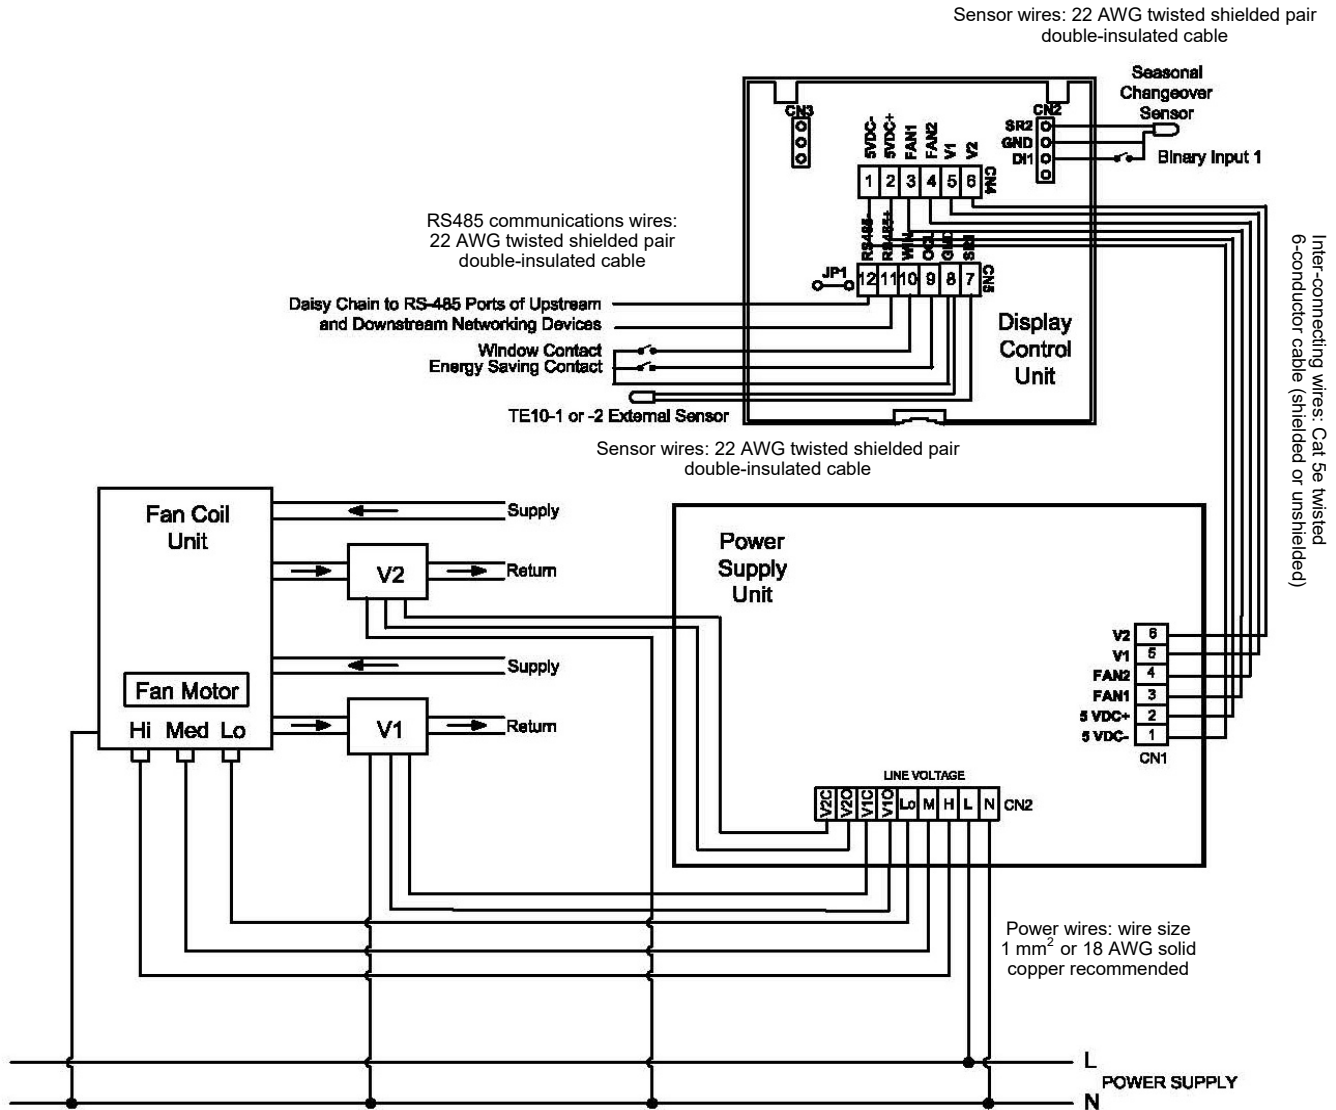 Sensor wires: 22 AWG twisted shielded pair
double-insulated cable
Seasonal
Changeover
Sensor
CN3
CN2
SR2
GND
DI1
Binary Input 1
5VDC-
5VDC+
FAN1
FAN2
V1
V2
1 2 3 4 5 6
CN4
RS485 communications wires:
22 AWG twisted shielded pair
double-insulated cable
RS485-
RS485+
WIN
OCL
GND
SR1
JP1
12 11 10 9 8 7
CN5
Daisy Chain to RS-485 Ports of Upstream
and Downstream Networking Devices
Window Contact
Energy Saving Contact
TE10-1 or -2 External Sensor
Display
Control
Unit
Inter-connecting wires: Cat 5e twisted
6-conductor cable (shielded or unshielded)
Sensor wires: 22 AWG twisted shielded pair
double-insulated cable
Fan Coil
Unit
Supply
V2
Return
Supply
Fan Motor
Hi Med Lo
V1
Return
Power
Supply
Unit
V2 6
V1 5
FAN2 4
FAN1 3
5 VDC+ 2
5 VDC- 1
CN1
LINE VOLTAGE
V2C V2O V1C V1O Lo M H L N CN2
Power wires: wire size
1 mm² or 18 AWG solid
copper recommended
L
POWER SUPPLY
N